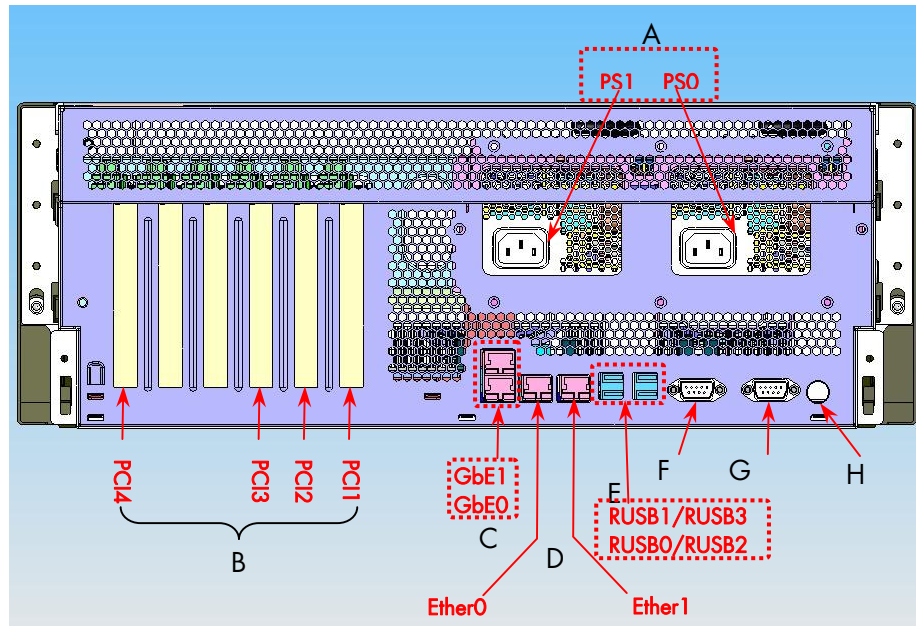 A
PS1 PS0
PCI4 PCI3 PCI2 PCI1
B
GbE1
GbE0
C
D
E
RUSB1/RUSB3
RUSB0/RUSB2
F
G
H
Ether0
Ether1